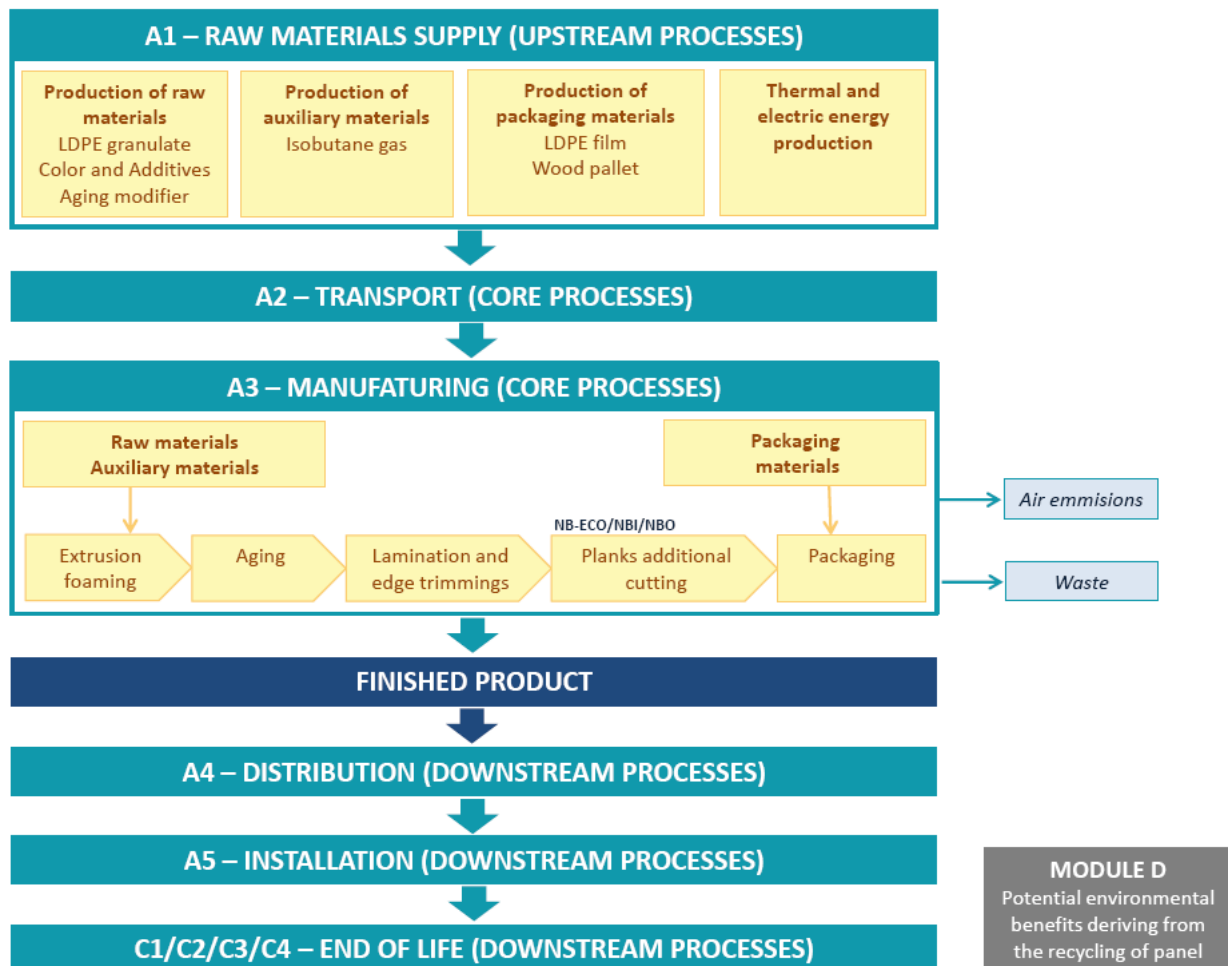 A1 – RAW MATERIALS SUPPLY (UPSTREAM PROCESSES)
Production of raw
materials
LDPE granulate
Color and Additives
Aging modifier
Production of
auxiliary materials
Isobutane gas
Production of
packaging materials
LDPE film
Wood pallet
Thermal and
electric energy
production
A2 – TRANSPORT (CORE PROCESSES)
A3 – MANUFATURING (CORE PROCESSES)
Raw materials
Auxiliary materials
Packaging
materials
Air emmisions
NB-ECO/NBI/NBO
Extrusion
foaming
Aging
Lamination and
edge trimmings
Planks additional
cutting
Packaging
Waste
FINISHED PRODUCT
A4 – DISTRIBUTION (DOWNSTREAM PROCESSES)
A5 – INSTALLATION (DOWNSTREAM PROCESSES)
MODULE D
Potential environmental
benefits deriving from
the recycling of panel
C1/C2/C3/C4 – END OF LIFE (DOWNSTREAM PROCESSES)